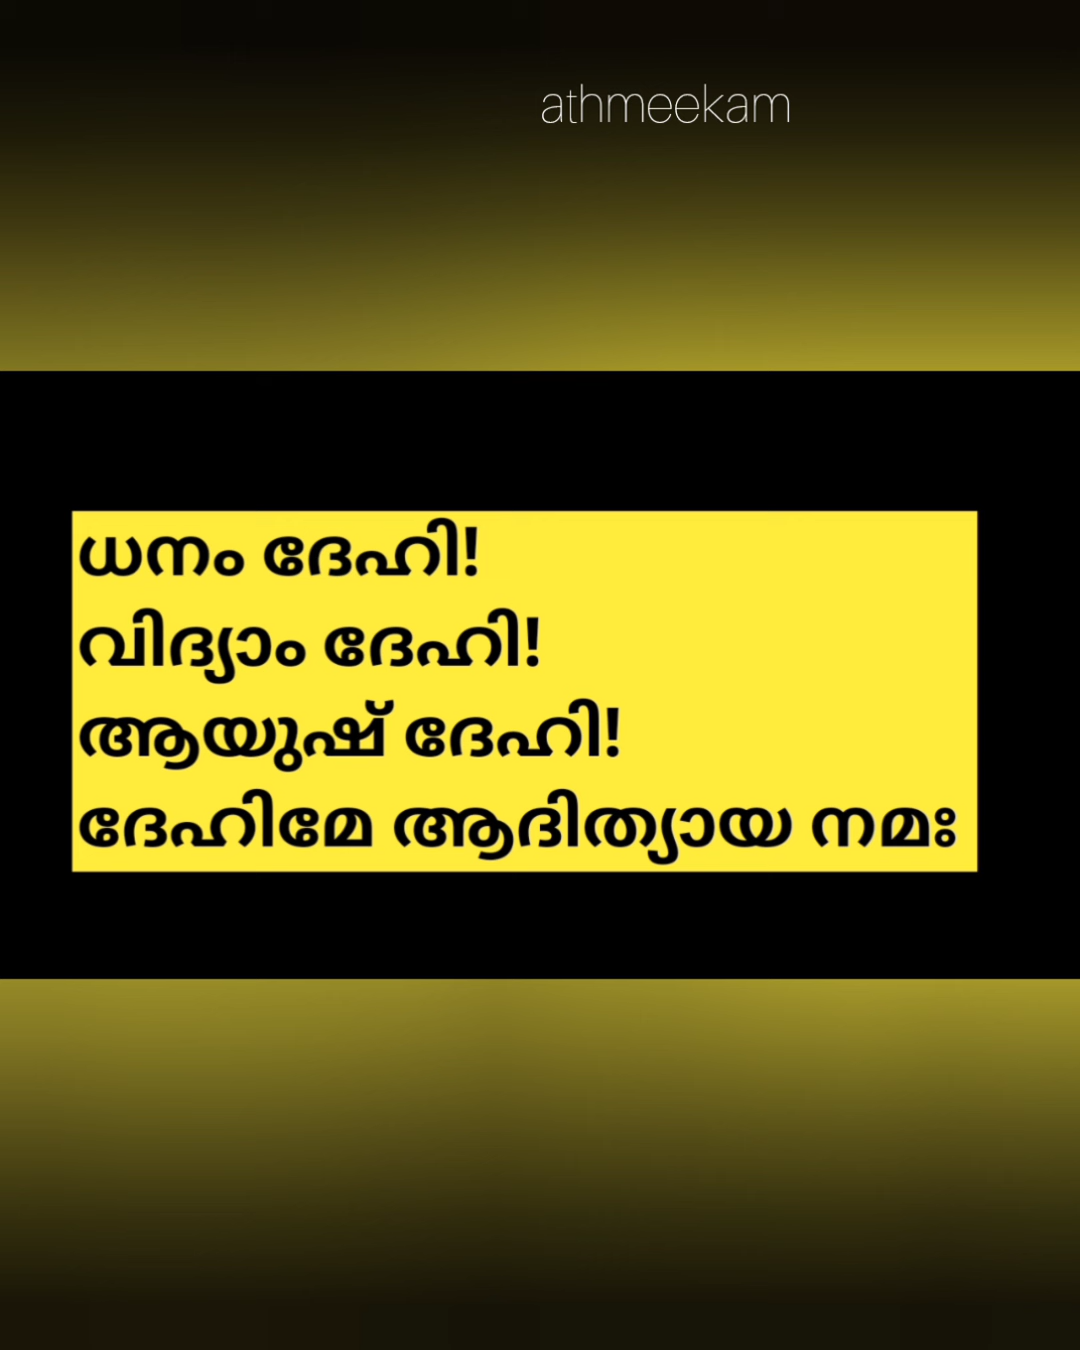 athmeekam
ധനം ദേഹി!
വിദ്യാം ദേഹി!
ആയുഷ് ദേഹി!
ദേഹിമേ ആദിത്യായ നമഃ